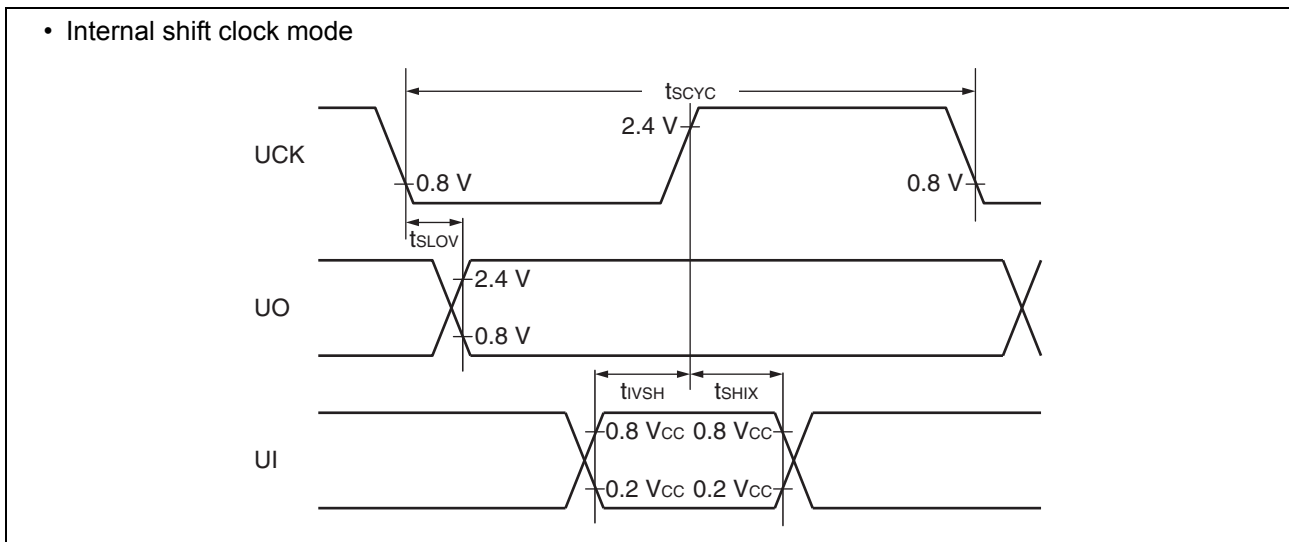 • Internal shift clock mode
tSCYC
2.4 V
UCK
0.8 V 0.8 V
tSLOV
2.4 V
UO
0.8 V
tIVSH tSHIX
0.8 VCC 0.8 VCC
UI
0.2 VCC 0.2 VCC